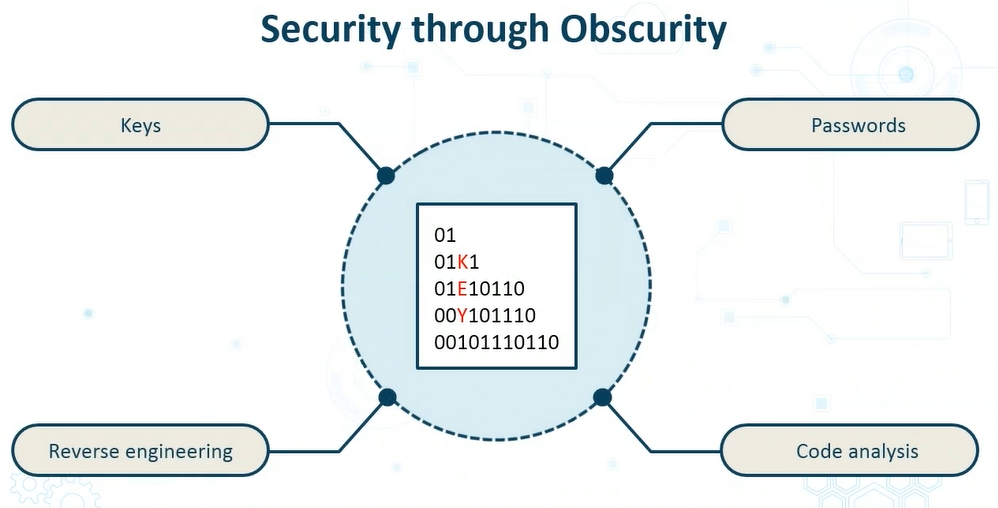 Security through Obscurity
Keys
Passwords
01
01K1
01E10110
00Y101110
00101110110
Reverse engineering
Code analysis